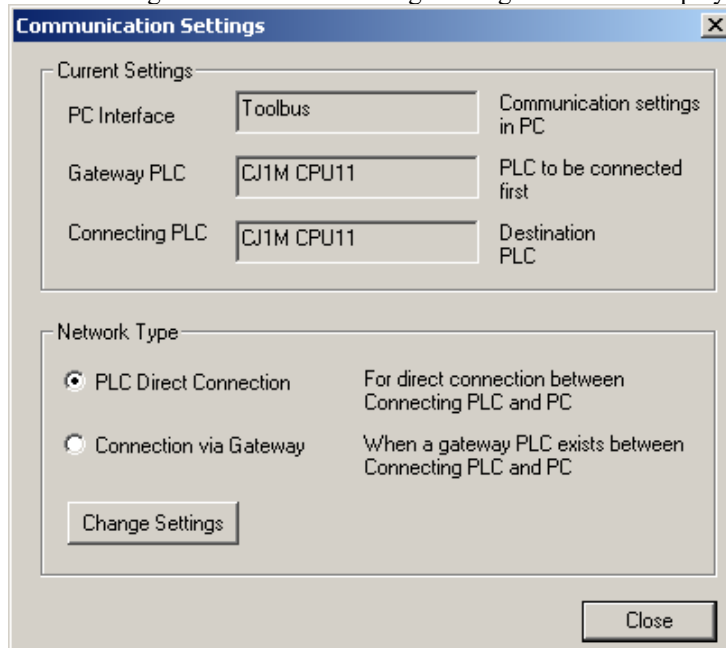 Communication Settings
Current Settings
PC Interface
Toolbus
Communication settings
in PC
Gateway PLC
CJ1M CPU11
PLC to be connected
first
Connecting PLC
CJ1M CPU11
Destination
PLC
Network Type
PLC Direct Connection
For direct connection between
Connecting PLC and PC
Connection via Gateway
When a gateway PLC exists between
Connecting PLC and PC
Change Settings
Close